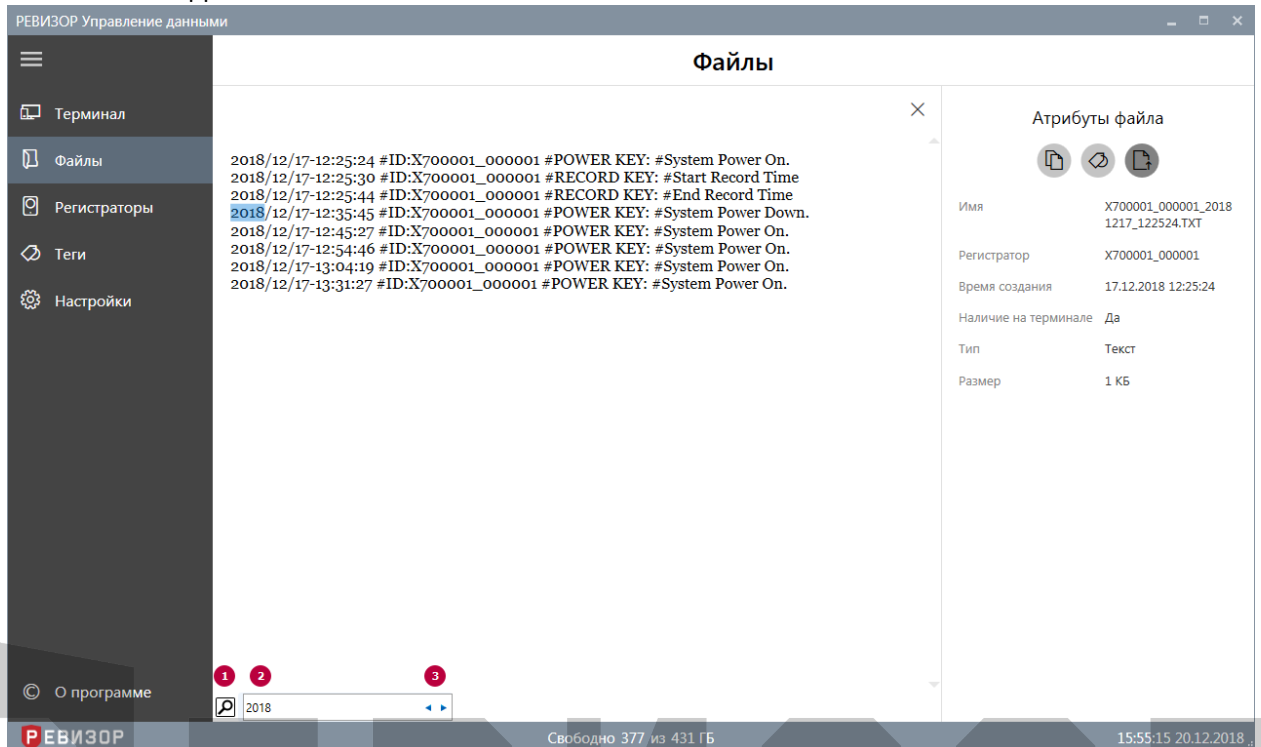 РЕВИЗОР Управление данными
Файлы
Терминал
Файлы
Регистраторы
Теги
Настройки
2018/12/17-12:25:24 #ID:X700001_000001 #POWER KEY: #System Power On.
2018/12/17-12:25:30 #ID:X700001_000001 #RECORD KEY: #Start Record Time
2018/12/17-12:25:44 #ID:X700001_000001 #RECORD KEY: #End Record Time
2018/12/17-12:35:45 #ID:X700001_000001 #POWER KEY: #System Power Down.
2018/12/17-12:45:27 #ID:X700001_000001 #POWER KEY: #System Power On.
2018/12/17-12:54:46 #ID:X700001_000001 #POWER KEY: #System Power On.
2018/12/17-13:04:19 #ID:X700001_000001 #POWER KEY: #System Power On.
2018/12/17-13:31:27 #ID:X700001_000001 #POWER KEY: #System Power On.
Атрибуты файла
Имя X700001_000001_2018
1217_122524.TXT
Регистратор X700001_000001
Время создания 17.12.2018 12:25:24
Наличие на терминале Да
Тип Текст
Размер 1 КБ
1 2 3
2018
© О программе
РЕВИЗОР
Свободно 377 из 431 ГБ
15:55:15 20.12.2018